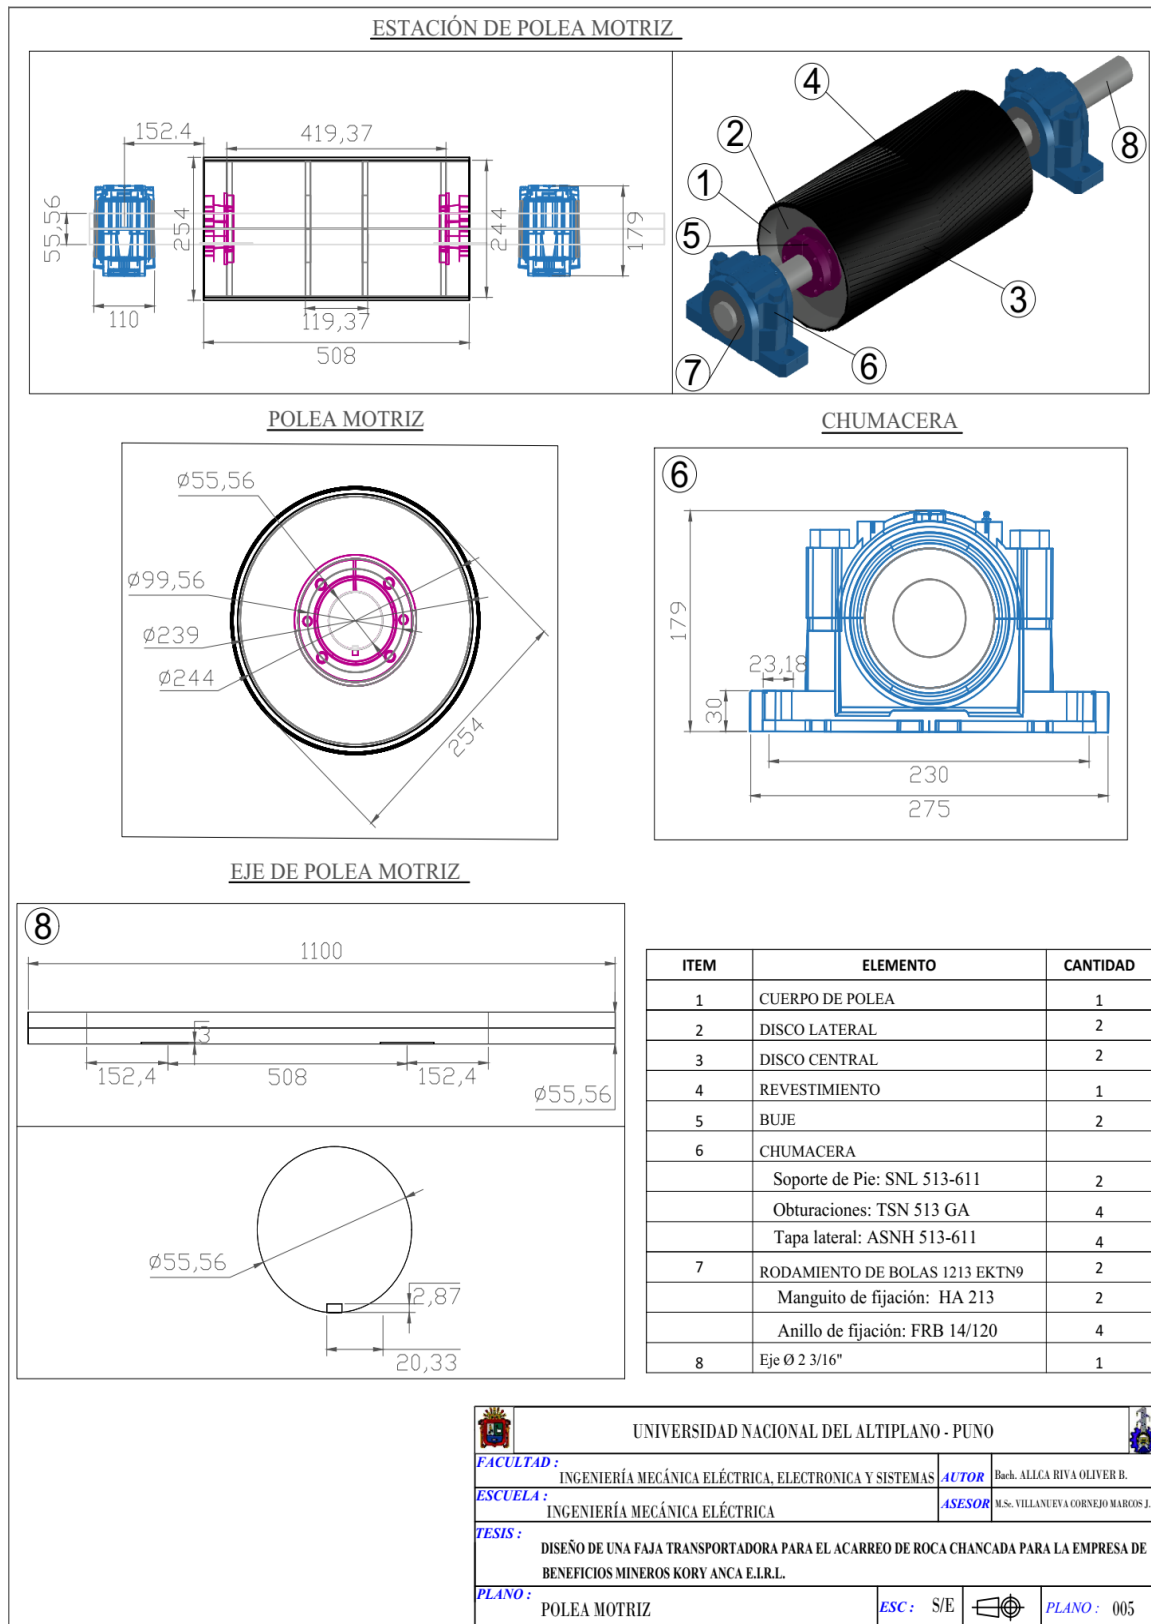 ESTACIÓN DE POLEA MOTRIZ
152.4
419,37
55,56
254
244
179
110
119,37
508
1
2
3
4
5
6
7
8
POLEA MOTRIZ
ø55,56
ø99,56
ø239
ø244
254
CHUMACERA
6
179
23,18
30
230
275
EJE DE POLEA MOTRIZ
8
1100
3
152,4
508
152,4
ø55,56
ø55,56
2,87
20,33
ITEM ELEMENTO CANTIDAD
1 CUERPO DE POLEA 1
2 DISCO LATERAL 2
3 DISCO CENTRAL 2
4 REVESTIMIENTO 1
5 BUJE 2
6 CHUMACERA
Soporte de Pie: SNL 513-611 2
Obturaciones: TSN 513 GA 4
Tapa lateral: ASNH 513-611 4
7 RODAMIENTO DE BOLAS 1213 EKTN9 2
Manguito de fijación: HA 213 2
Anillo de fijación: FRB 14/120 4
8 Eje Ø 2 3/16" 1
UNIVERSIDAD NACIONAL DEL ALTIPLANO - PUNO
FACULTAD : INGENIERÍA MECÁNICA ELÉCTRICA, ELECTRONICA Y SISTEMAS
AUTOR Bach. ALLCA RIVA OLIVER B.
ESCUELA : INGENIERÍA MECÁNICA ELÉCTRICA
ASESOR M.Sc. VILLANUEVA CORNEJO MARCOS J.
TESIS : DISEÑO DE UNA FAJA TRANSPORTADORA PARA EL ACARREO DE ROCA CHANCADA PARA LA EMPRESA DE
BENEFICIOS MINEROS KORY ANCA E.I.R.L.
PLANO : POLEA MOTRIZ
ESC : S/E
PLANO : 005